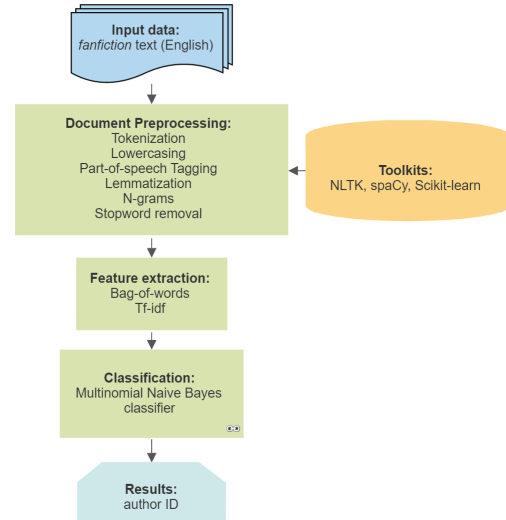 Input data:
fanfiction text (English)
Document Preprocessing:
Tokenization
Lowercasing
Part-of-speech Tagging
Lemmatization
N-grams
Stopword removal
Toolkits:
NLTK, spaCy, Scikit-learn
Feature extraction:
Bag-of-words
Tf-idf
Classification:
Multinomial Naive Bayes
classifier
Results:
author ID